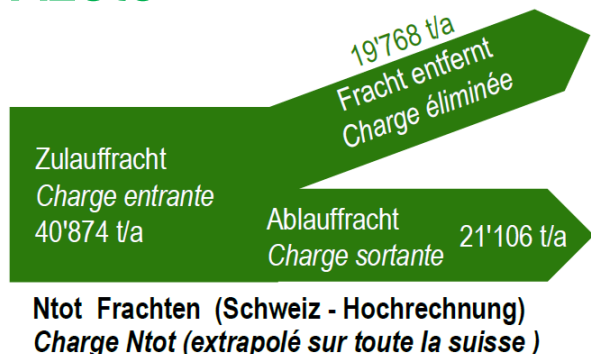 19'768 t/a
Fracht entfernt
Charge éliminée
Zulauffracht
Charge entrante
40'874 t/a
Ablauffracht
Charge sortante
21'106 t/a
Ntot Frachten (Schweiz - Hochrechnung)
Charge Ntot (extrapolé sur toute la suisse )